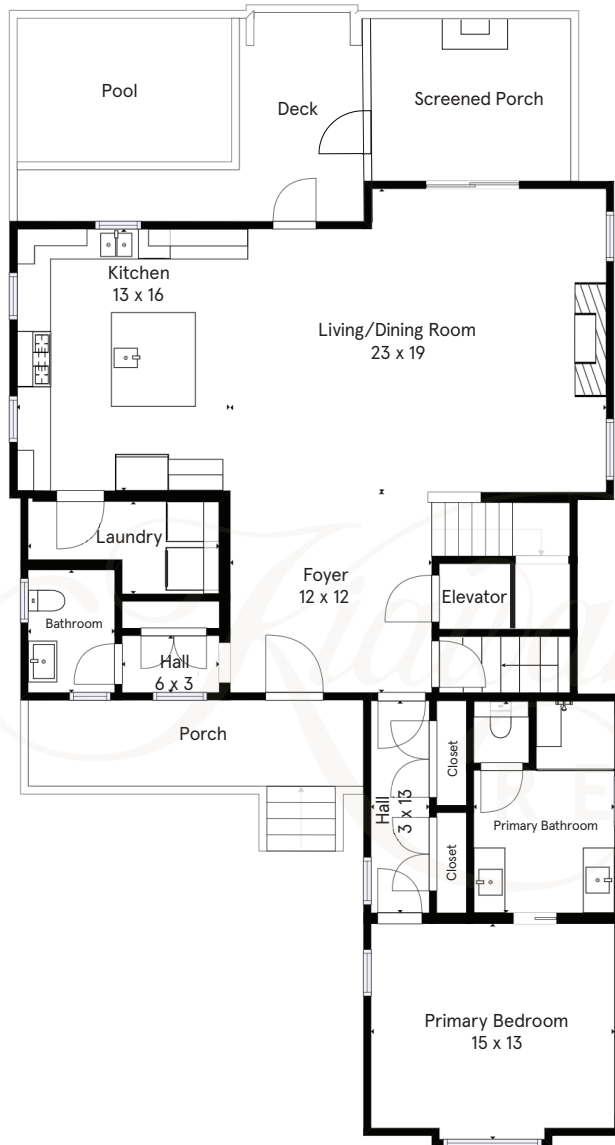 Pool
Deck
Screened Porch
Kitchen
13 x 16
Living/Dining Room
23 x 19
Laundry
Foyer
12 x 12
Elevator
Bathroom
Hall
6 x 3
Porch
Closet
Hall
3 x 13
Primary Bathroom
Closet
Primary Bedroom
15 x 13
R E